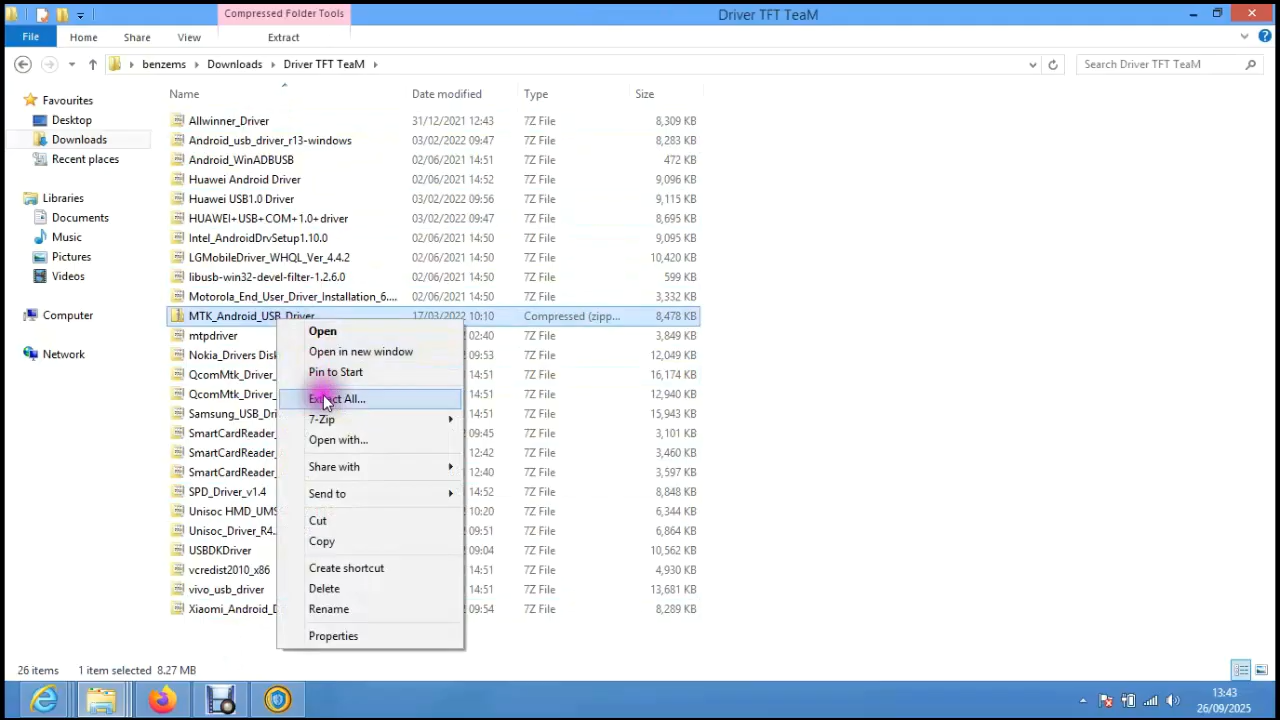 Compressed Folder Tools
Driver TFT TeaM
File Home Share View Extract
benzems Downloads Driver TFT TeaM Search Driver TFT TeaM
Favourites
Desktop
Downloads
Recent places
Libraries
Documents
Music
Pictures
Videos
Computer
Network
Name Date modified Type Size
Allwinner_Driver 31/12/2021 12:43 7Z File 8,309 KB
Android_usb_driver_r13-windows 03/02/2022 09:47 7Z File 8,283 KB
Android_WinADBUSB 02/06/2021 14:51 7Z File 472 KB
Huawei Android Driver 02/06/2021 14:52 7Z File 9,096 KB
Huawei USB1.0 Driver 03/02/2022 09:56 7Z File 9,115 KB
HUAWEI+USB+COM+1.0+driver 03/02/2022 09:47 7Z File 8,695 KB
Intel_AndroidDrvSetup1.10.0 02/06/2021 14:50 7Z File 9,095 KB
LGMobileDriver_WHQL_Ver_4.4.2 02/06/2021 14:50 7Z File 10,420 KB
libusb-win32-devel-filter-1.2.6.0 02/06/2021 14:51 7Z File 599 KB
Motorola_End_User_Driver_Installation_6.... 02/06/2021 14:50 7Z File 3,332 KB
MTK_Android_USB_Driver 17/03/2022 10:10 Compressed (zipp... 8,478 KB
mtpdriver 02:40 7Z File 3,849 KB
Nokia_Drivers Disk 09:53 7Z File 12,049 KB
QcomMtk_Driver_ 14:51 7Z File 16,174 KB
QcomMtk_Driver_ 14:51 7Z File 12,940 KB
Samsung_USB_Dri 14:51 7Z File 15,943 KB
SmartCardReader_ 09:45 7Z File 3,101 KB
SmartCardReader_ 12:42 7Z File 3,460 KB
SmartCardReader_ 12:40 7Z File 3,597 KB
SPD_Driver_v1.4 14:52 7Z File 8,848 KB
Unisoc HMD_UMS 10:20 7Z File 6,344 KB
Unisoc_Driver_R4. 09:51 7Z File 6,864 KB
USBDKDriver 09:04 7Z File 10,562 KB
vcredist2010_x86 14:51 7Z File 4,930 KB
vivo_usb_driver 14:51 7Z File 13,681 KB
Xiaomi_Android_D 09:54 7Z File 8,289 KB
Open
Open in new window
Pin to Start
Extract All...
7-Zip
Open with...
Share with
Send to
Cut
Copy
Create shortcut
Delete
Rename
Properties
26 items 1 item selected 8.27 MB
13:43
26/09/2025